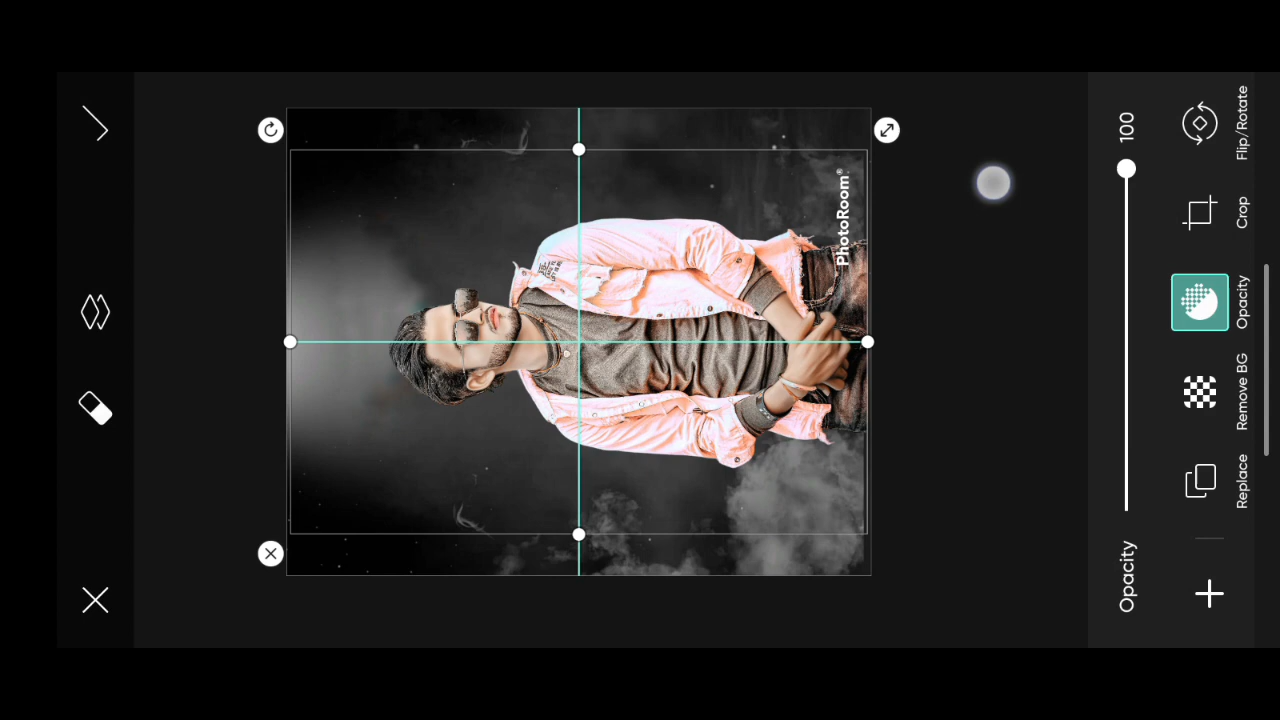 PhotoRoom®
Opacity
100
Replace
Remove BG
Opacity
Crop
Flip/Rotate